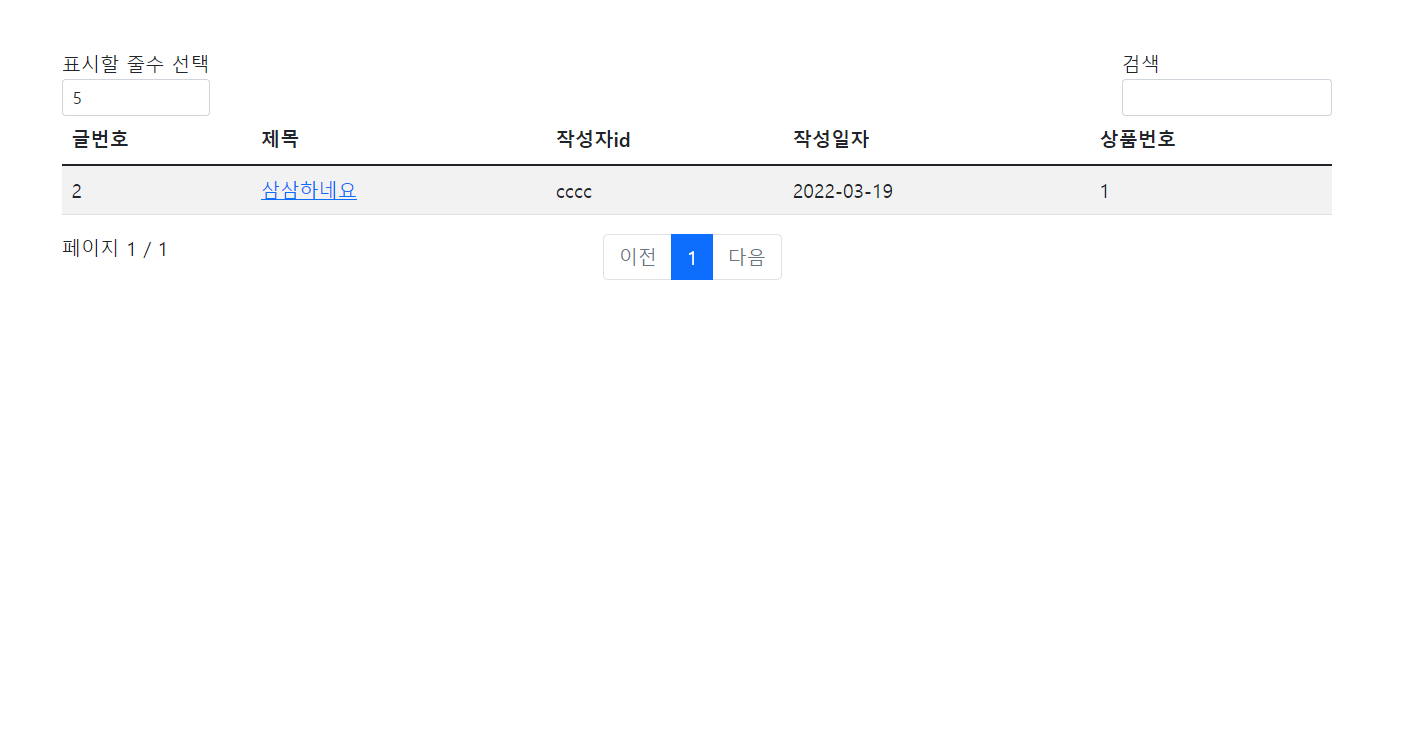 표시할 줄수 선택 검색
5
글번호 제목 작성자id 작성일자 상품번호
2 삼삼하네요 cccc 2022-03-19 1
페이지 1 / 1 이전 1 다음